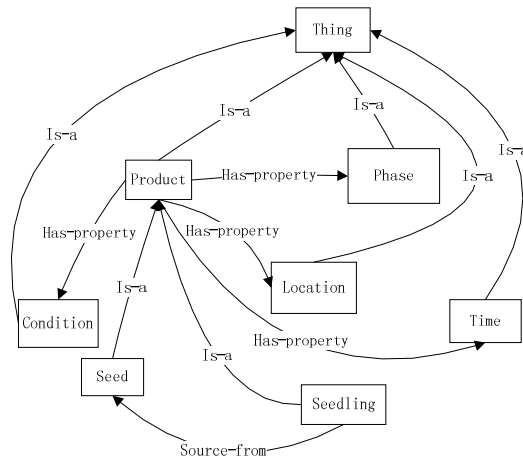 Thing
Is-a
Is-a
Is-a
Is-a
Is-a
Product
Has-property
Phase
Has-property
Has-property
Location
Is-a
Condition
Time
Has-property
Is-a
Seed
Seedling
Source-from